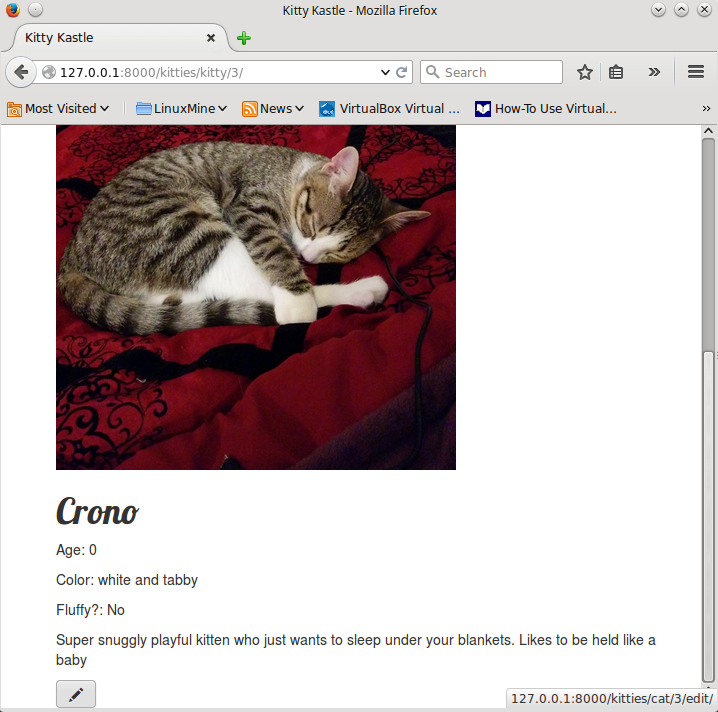 Kitty Kastle - Mozilla Firefox
Kitty Kastle
127.0.0.1:8000/kitties/kitty/3/
Search
Most Visited
LinuxMine
News
VirtualBox Virtual ...
How-To Use Virtual...
Crono
Age: 0
Color: white and tabby
Fluffy?: No
Super snuggly playful kitten who just wants to sleep under your blankets. Likes to be held like a
baby
127.0.0.1:8000/kitties/cat/3/edit/